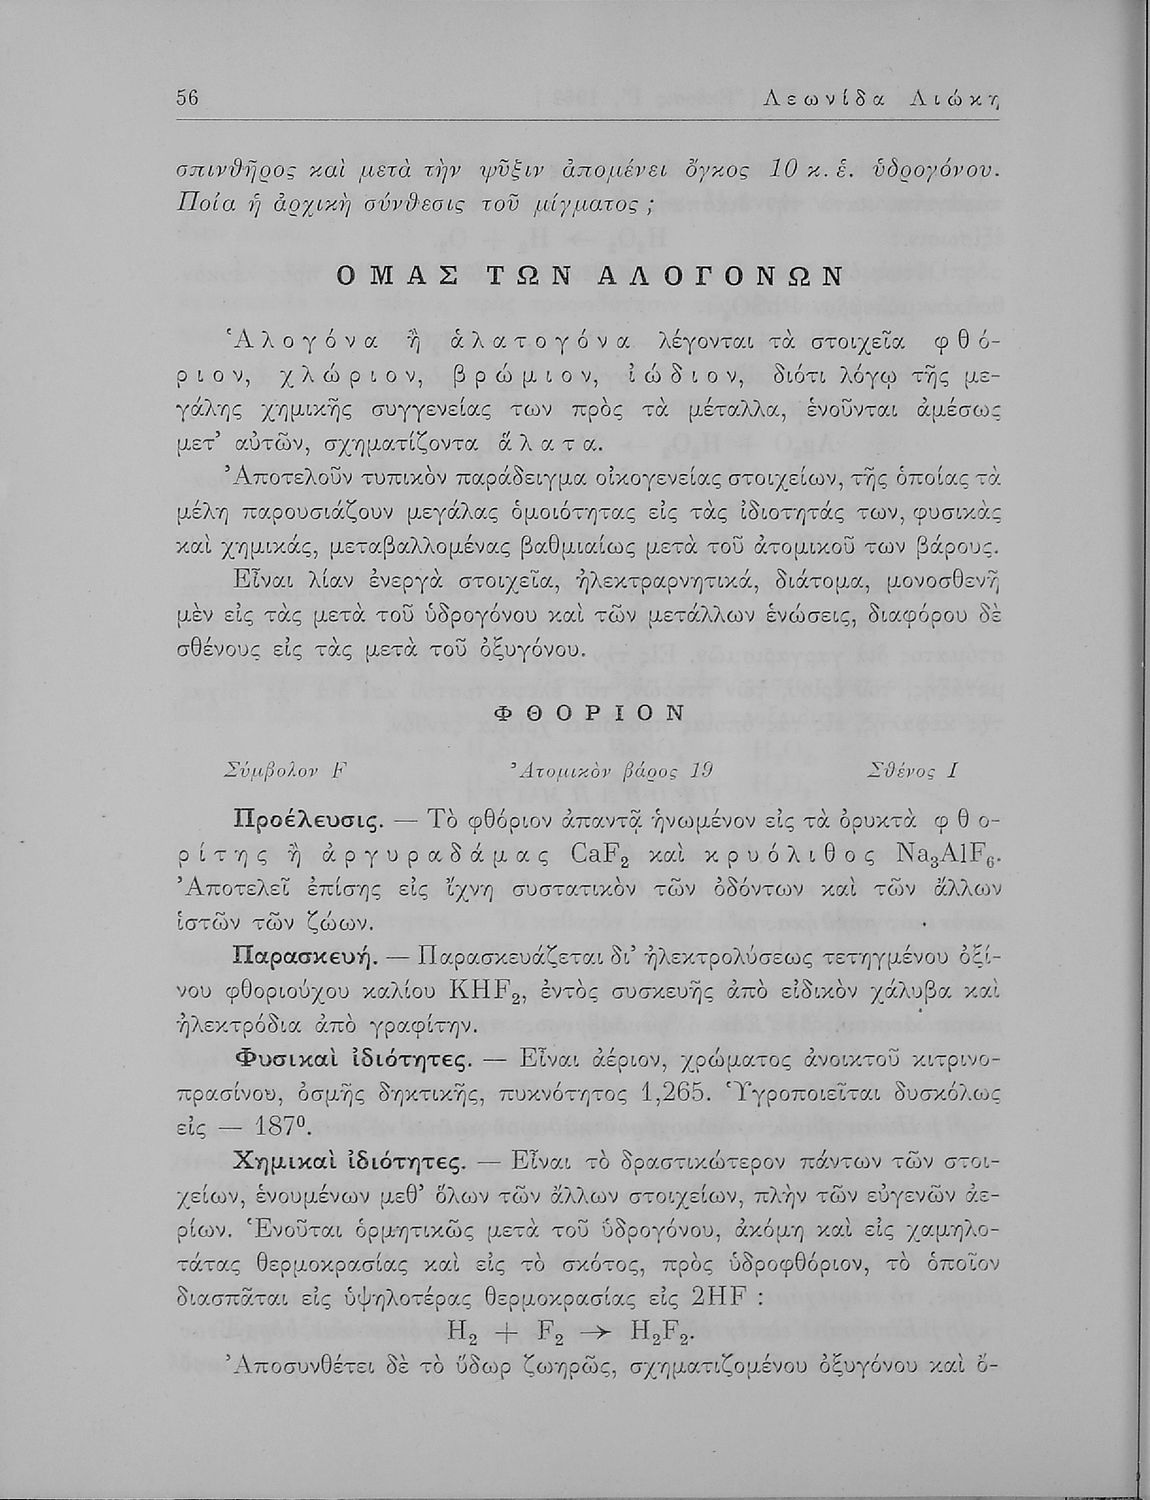 56 Λεωνίδα Λιώκη
σπινθῆρος καὶ μετὰ τὴν ψῦξιν ἀπομένει ὄγκος 10 κ. ἑ. ὑδρογόνου.
Ποία ἡ ἀρχικὴ σύνθεσις τοῦ μίγματος ;
ΟΜΑΣ ΤΩΝ ΑΛΟΓΟΝΩΝ
Ἁλογόνα ἢ ἁλατογόνα λέγονται τὰ στοιχεῖα φθό-
ριον, χλώριον, βρώμιον, ἰώδιον, διότι λόγῳ τῆς με-
γάλης χημικῆς συγγενείας των πρὸς τὰ μέταλλα, ἑνοῦνται ἀμέσως
μετ’ αὐτῶν, σχηματίζοντα ἅλατα.
Ἀποτελοῦν τυπικὸν παράδειγμα οἰκογενείας στοιχείων, τῆς ὁποίας τὰ
μέλη παρουσιάζουν μεγάλας ὁμοιότητας εἰς τὰς ἰδιοτητάς των, φυσικὰς
καὶ χημικάς, μεταβαλλομένας βαθμιαίως μετὰ τοῦ ἀτομικοῦ των βάρους.
Εἶναι λίαν ἐνεργὰ στοιχεῖα, ἠλεκτραρνητικά, διάτομα, μονοσθενῆ
μὲν εἰς τὰς μετὰ τοῦ ὑδρογόνου καὶ τῶν μετάλλων ἑνώσεις, διαφόρου δὲ
σθένους εἰς τὰς μετὰ τοῦ ὀξυγόνου.
ΦΘΟΡΙΟΝ
Σύμβολον F Ἀτομικὸν βάρος 19 Σθένος I
Προέλευσις. — Τὸ φθόριον ἀπαντᾷ ἡνωμένον εἰς τὰ ὀρυκτὰ φθο-
ρίτης ἢ ἀργυραδάμας CaF₂ καὶ κρυόλιθος Na₃AlF₆.
Ἀποτελεῖ ἐπίσης εἰς ἴχνη συστατικὸν τῶν ὀδόντων καὶ τῶν ἄλλων
ἱστῶν τῶν ζώων.
Παρασκευή. — Παρασκευάζεται δι’ ἠλεκτρολύσεως τετηγμένου ὀξί-
νου φθοριούχου καλίου KHF₂, ἐντὸς συσκευῆς ἀπὸ εἰδικὸν χάλυβα καὶ
ἠλεκτρόδια ἀπὸ γραφίτην.
Φυσικαὶ ἰδιότητες. — Εἶναι ἀέριον, χρώματος ἀνοικτοῦ κιτρινο-
πρασίνου, ὀσμῆς δηκτικῆς, πυκνότητος 1,265. Ὑγροποιεῖται δυσκόλως
εἰς — 187⁰.
Χημικαὶ ἰδιότητες. — Εἶναι τὸ δραστικώτερον πάντων τῶν στοι-
χείων, ἑνουμένων μεθ’ ὅλων τῶν ἄλλων στοιχείων, πλὴν τῶν εὐγενῶν ἀε-
ρίων. Ἑνοῦται ὁρμητικῶς μετὰ τοῦ ὑδρογόνου, ἀκόμη καὶ εἰς χαμηλο-
τάτας θερμοκρασίας καὶ εἰς τὸ σκότος, πρὸς ὑδροφθόριον, τὸ ὁποῖον
διασπᾶται εἰς ὑψηλοτέρας θερμοκρασίας εἰς 2HF :
H₂ + F₂ → H₂F₂.
Ἀποσυνθέτει δὲ τὸ ὕδωρ ζωηρῶς, σχηματιζομένου ὀξυγόνου καὶ ὄ-